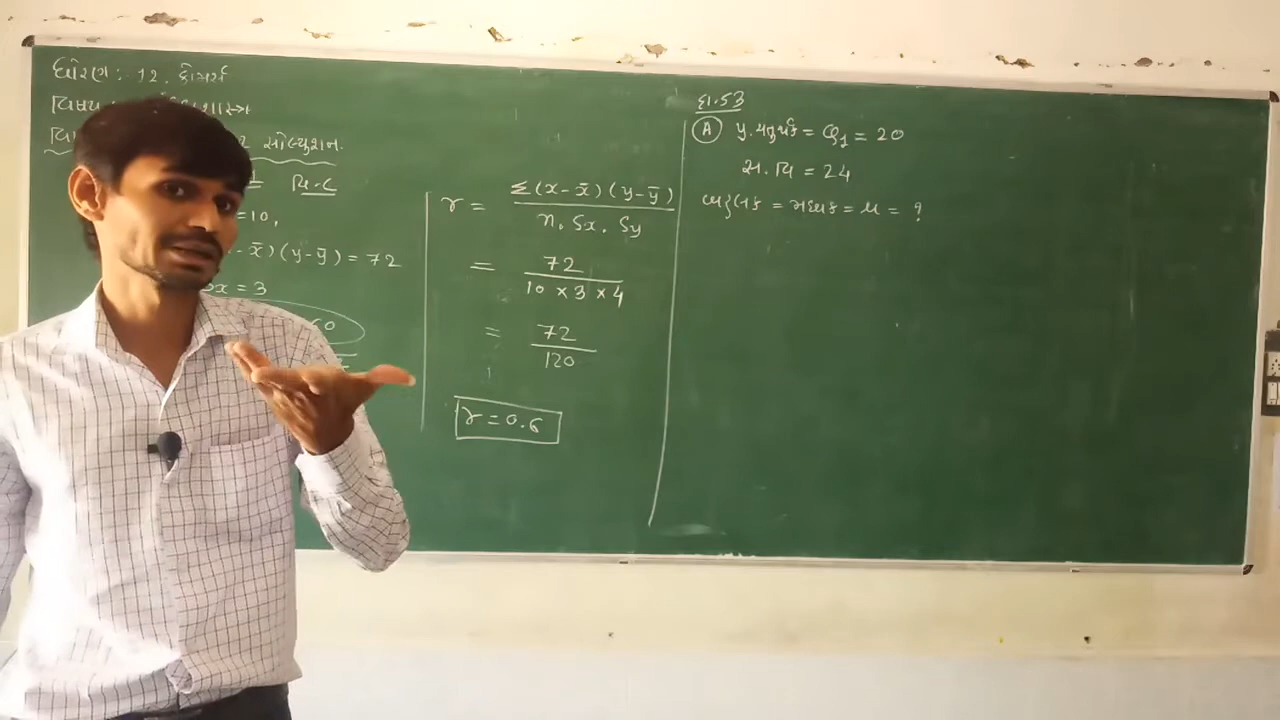 ધોરણ : 12. કોમર્સ
વિષય
શાસ્ત્ર
સોલ્યુશન.
વિ-C
=10,
- x̄)(y-ȳ) = 72
x = 3
60
r = Σ(x-x̄)(y-ȳ) / n. Sx. Sy
= 72 / 10 × 3 × 4
= 72 / 120
r = 0.6
દા.53
(A) પ્ર.ચતુર્થક = Q1 = 20
સ.વિ = 24
બહુલક = મધ્યક = μ = ?